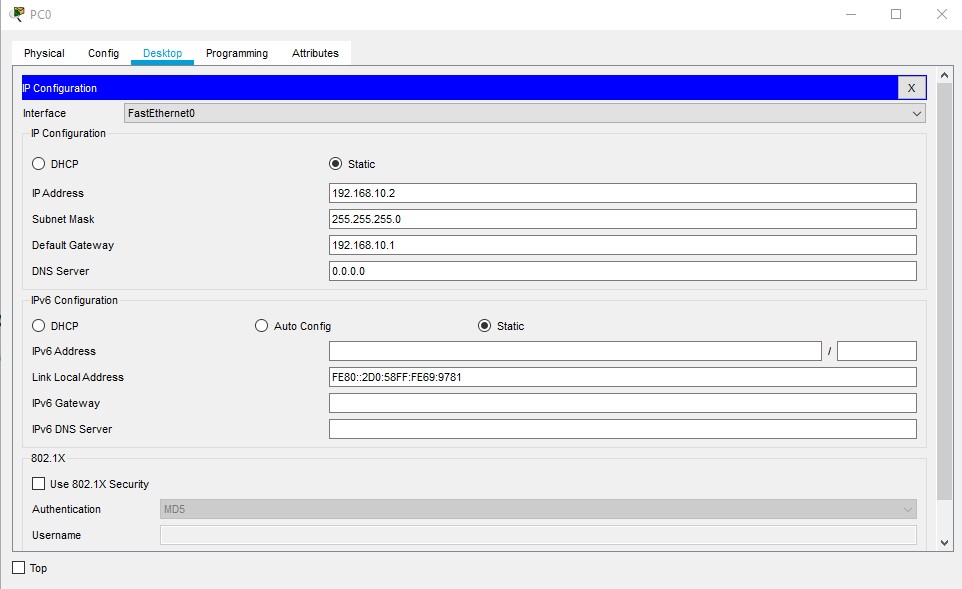 PC0
Physical Config Desktop Programming Attributes
IP Configuration X
Interface FastEthernet0
IP Configuration
DHCP Static
IP Address 192.168.10.2
Subnet Mask 255.255.255.0
Default Gateway 192.168.10.1
DNS Server 0.0.0.0
IPv6 Configuration
DHCP Auto Config Static
IPv6 Address /
Link Local Address FE80::2D0:58FF:FE69:9781
IPv6 Gateway
IPv6 DNS Server
802.1X
Use 802.1X Security
Authentication MD5
Username
Top